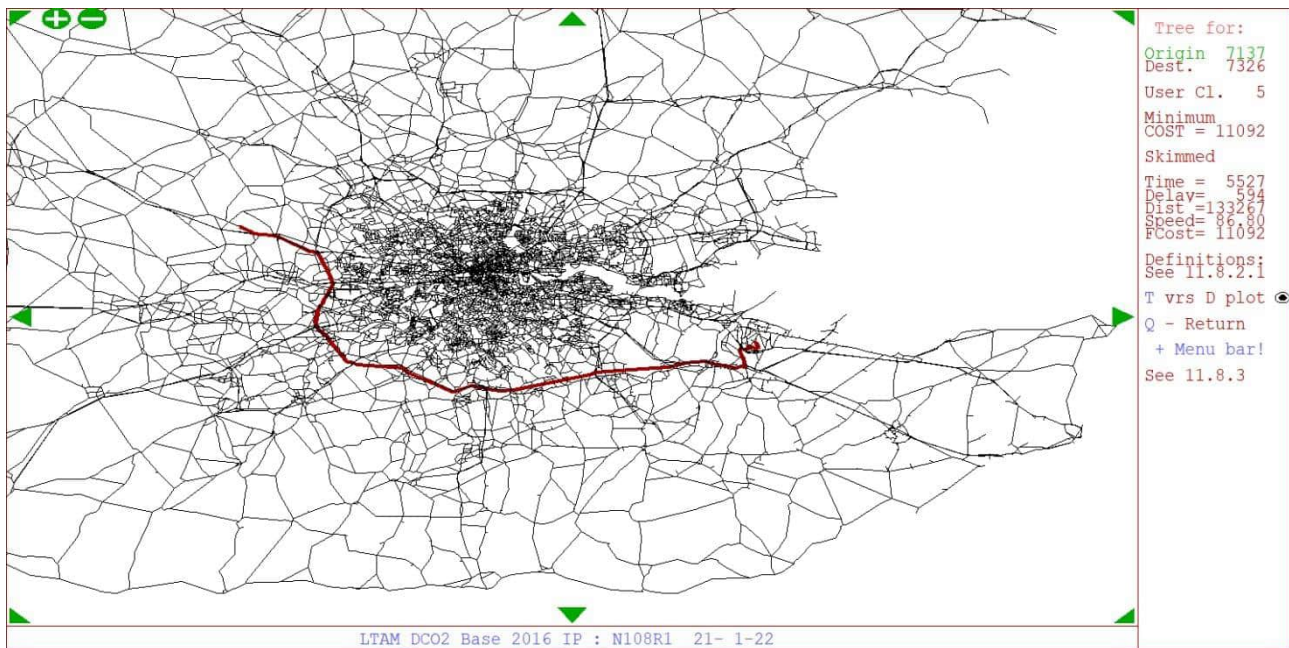 Tree for:
Origin 7137
Dest. 7326
User Cl. 5
Minimum
COST = 11092
Skimmed
Time = 5527
Delay= 594
Dist =133267
Speed= 86.80
FCost= 11092
Definitions:
See 11.8.2.1
T vrs D plot
Q - Return
+ Menu bar!
See 11.8.3
LTAM DCO2 Base 2016 IP : N108R1 21- 1-22